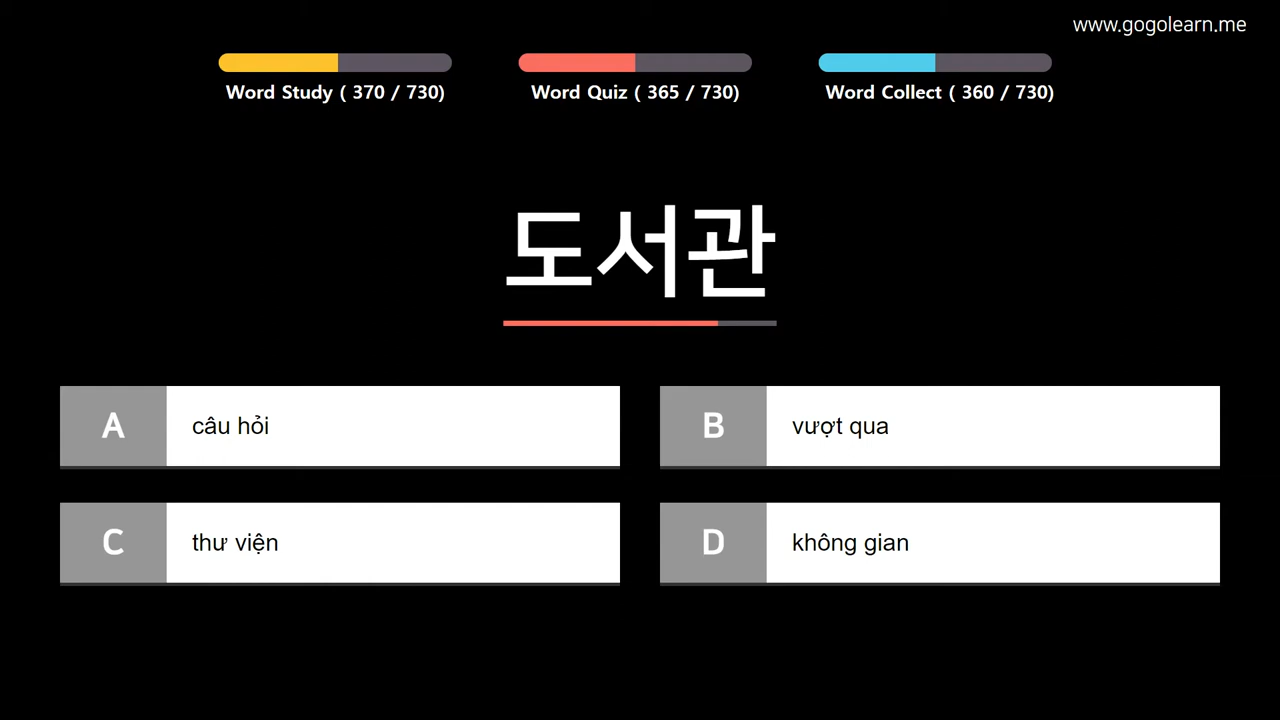 www.gogolearn.me
Word Study ( 370 / 730)
Word Quiz ( 365 / 730)
Word Collect ( 360 / 730)
도서관
A
câu hỏi
B
vượt qua
C
thư viện
D
không gian